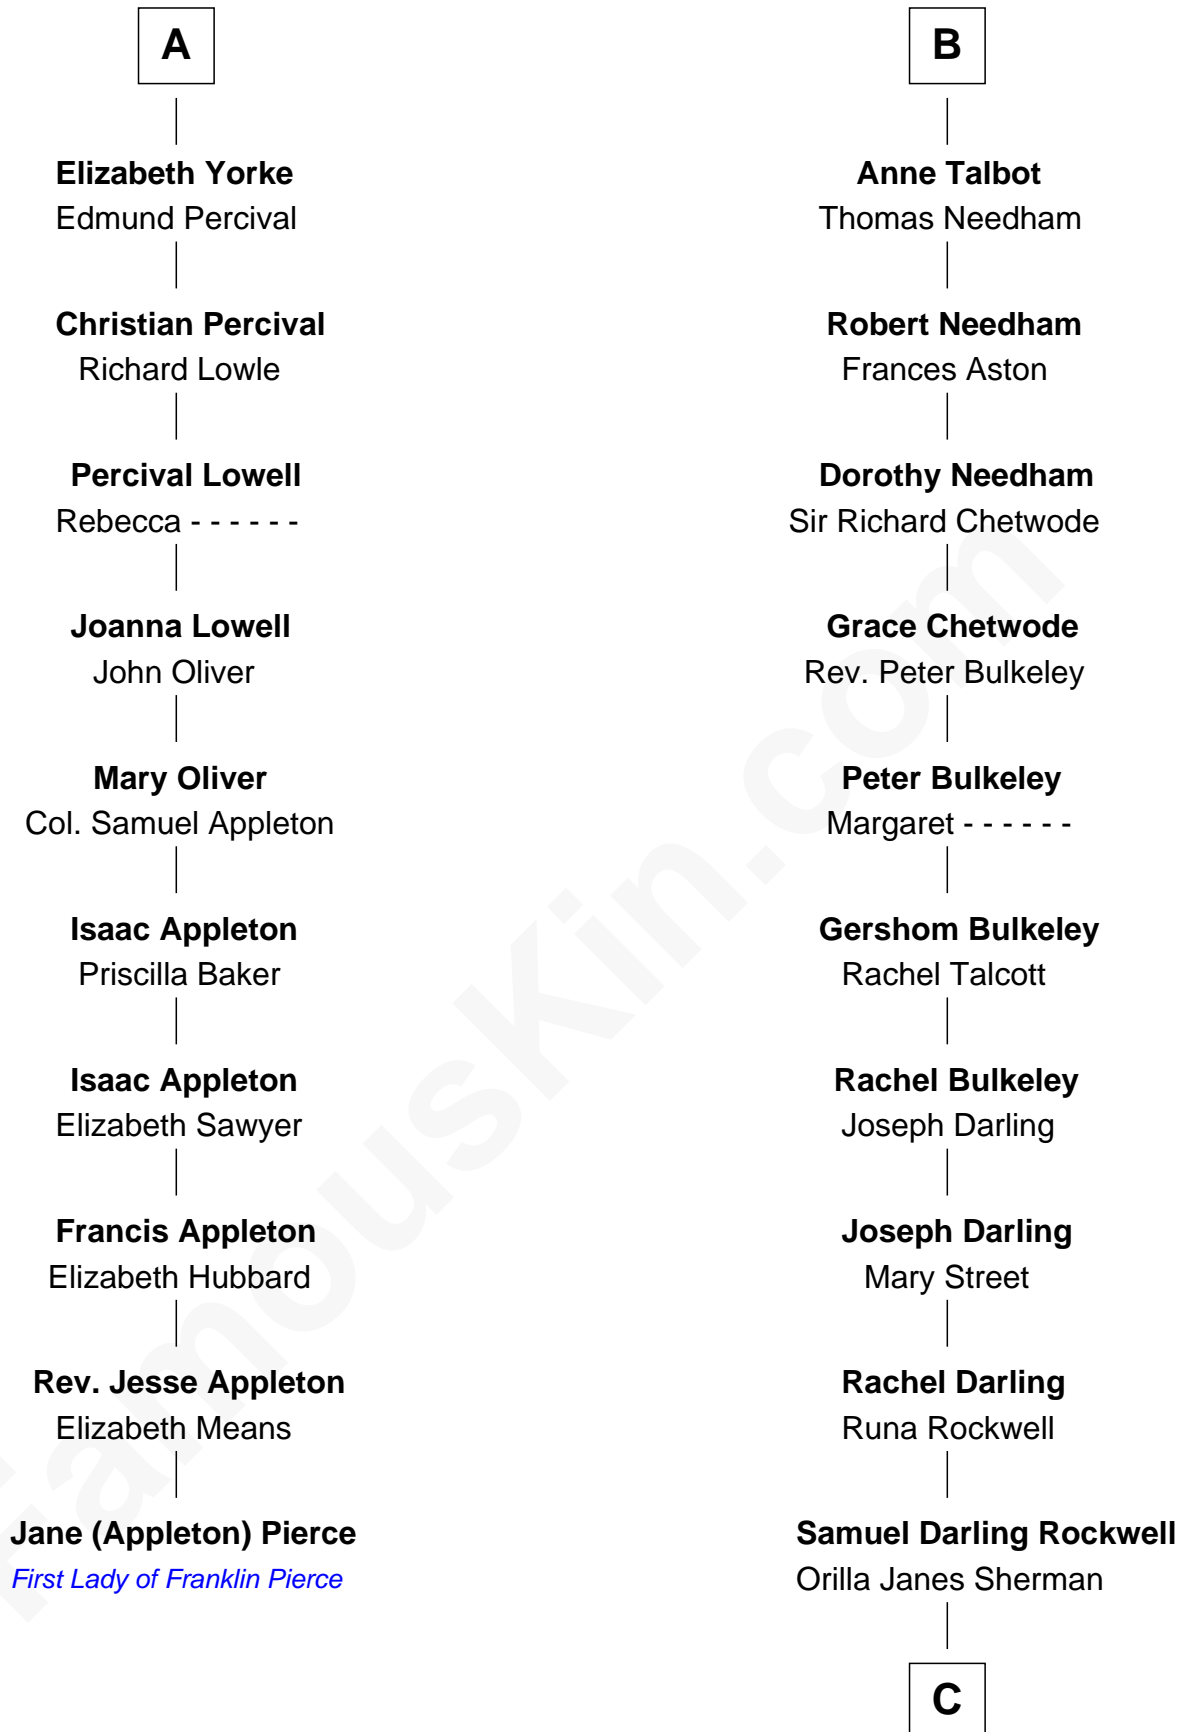 A
Elizabeth Yorke
Edmund Percival
Christian Percival
Richard Lowle
Percival Lowell
Rebecca - - - - - -
Joanna Lowell
John Oliver
Mary Oliver
Col. Samuel Appleton
Isaac Appleton
Priscilla Baker
Isaac Appleton
Elizabeth Sawyer
Francis Appleton
Elizabeth Hubbard
Rev. Jesse Appleton
Elizabeth Means
Jane (Appleton) Pierce
First Lady of Franklin Pierce
B
Anne Talbot
Thomas Needham
Robert Needham
Frances Aston
Dorothy Needham
Sir Richard Chetwode
Grace Chetwode
Rev. Peter Bulkeley
Peter Bulkeley
Margaret - - - - - -
Gershom Bulkeley
Rachel Talcott
Rachel Bulkeley
Joseph Darling
Joseph Darling
Mary Street
Rachel Darling
Runa Rockwell
Samuel Darling Rockwell
Orilla Janes Sherman
C
FamousKin.com